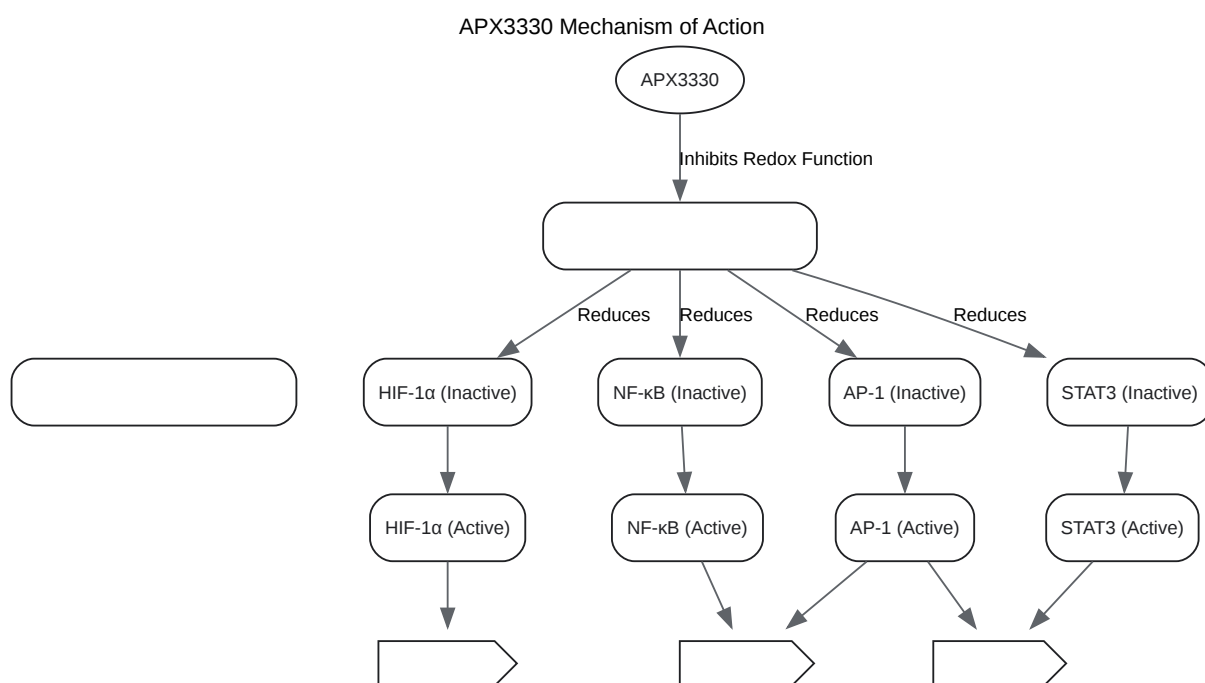 APX3330 Mechanism of Action
APX3330
Inhibits Redox Function
Reduces
Reduces
Reduces
Reduces
HIF-1α (Inactive)
NF-κB (Inactive)
AP-1 (Inactive)
STAT3 (Inactive)
HIF-1α (Active)
NF-κB (Active)
AP-1 (Active)
STAT3 (Active)